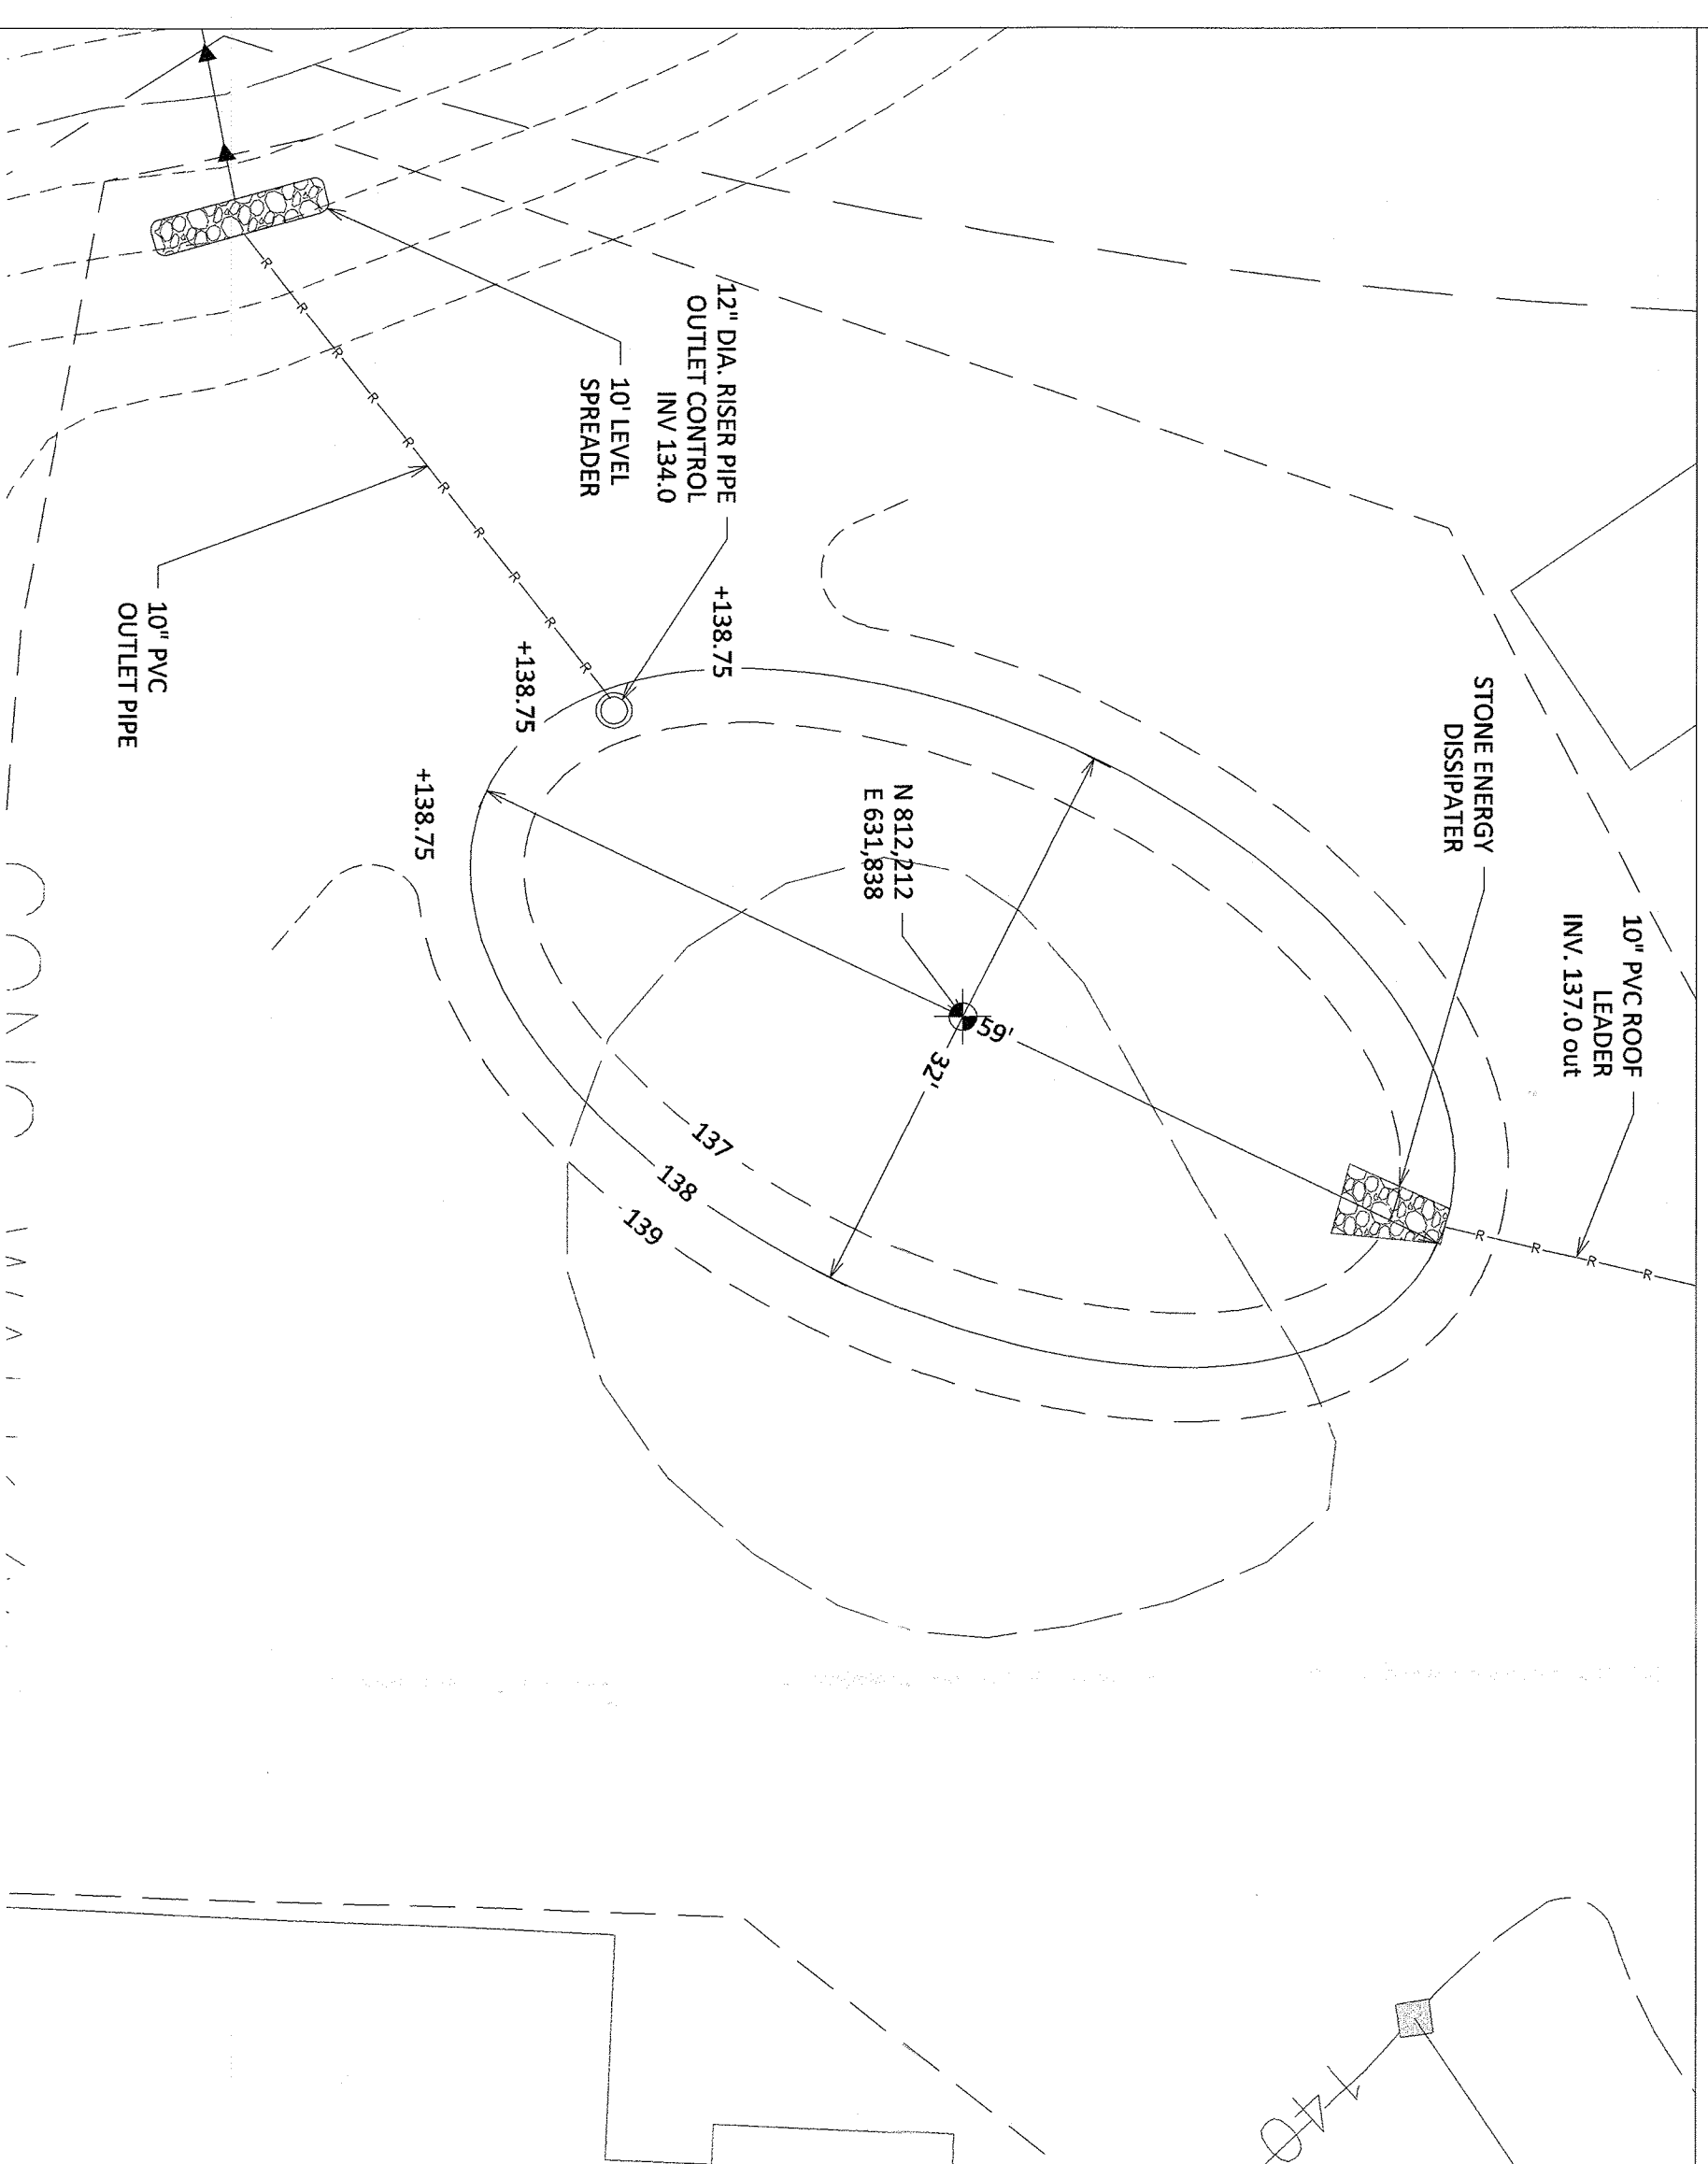 10" PVC ROOF
LEADER
INV. 137.0 out
STONE ENERGY
DISSIPATER
12" DIA. RISER PIPE
OUTLET CONTROL
INV 134.0
10' LEVEL
SPREADER
+138.75
+138.75
+138.75
N 812,212
E 631,838
59'
32'
137
138
139
10" PVC
OUTLET PIPE
R R R R
R R R R R R R R R R
140